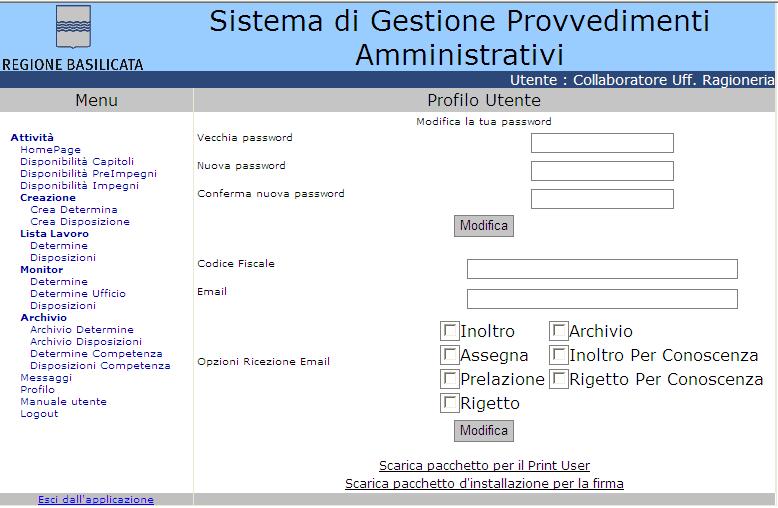 Sistema di Gestione Provvedimenti
Amministrativi
REGIONE BASILICATA
Utente : Collaboratore Uff. Ragioneria
Menu
Profilo Utente
Attività
HomePage
Disponibilità Capitoli
Disponibilità PreImpegni
Disponibilità Impegni
Creazione
Crea Determina
Crea Disposizione
Lista Lavoro
Determine
Disposizioni
Monitor
Determine
Determine Ufficio
Disposizioni
Archivio
Archivio Determine
Archivio Disposizioni
Determine Competenza
Disposizioni Competenza
Messaggi
Profilo
Manuale utente
Logout
Modifica la tua password
Vecchia password
Nuova password
Conferma nuova password
Modifica
Codice Fiscale
Email
Opzioni Ricezione Email
Inoltro Archivio
Assegna Inoltro Per Conoscenza
Prelazione Rigetto Per Conoscenza
Rigetto
Modifica
Scarica pacchetto per il Print User
Scarica pacchetto d'installazione per la firma
Esci dall'applicazione